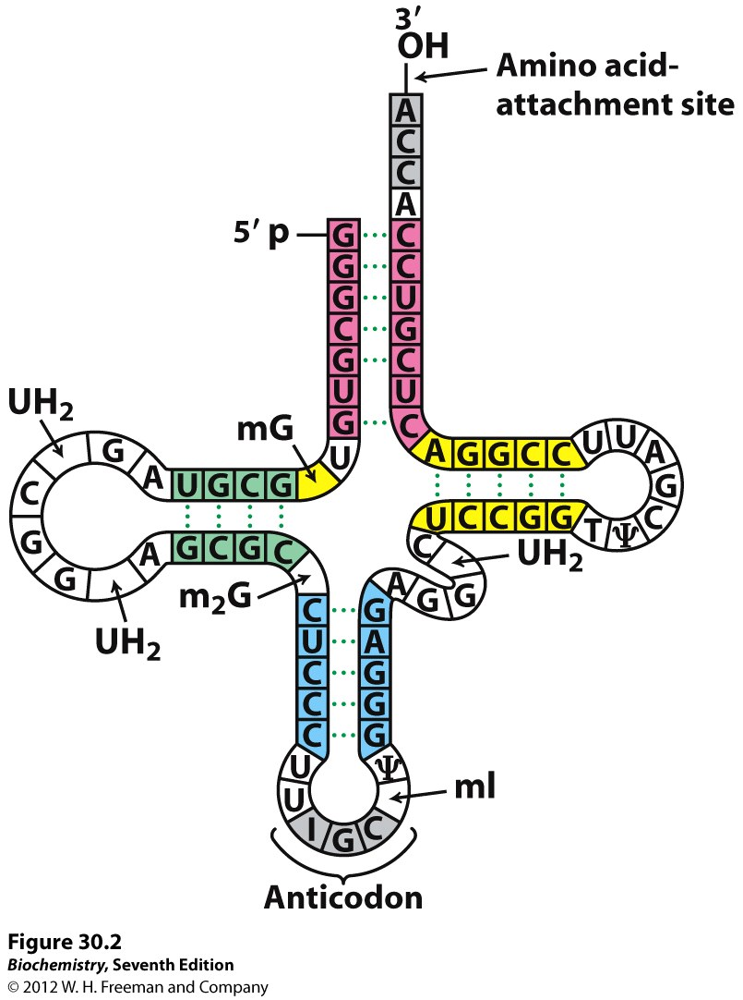 3′
OH
Amino acid-
attachment site
A
C
C
A
5′ p
G C
G C
G U
C G
G C
U U
G C
UH₂
mG
U
G
A U G C G
A G G C C U U A G C
C
G
G
A G C G C
U C C G G T Ψ
C
UH₂
m₂G
UH₂
A G G
C G
U A
C G
C G
C G
U Ψ
U
mI
I G C
Anticodon
Figure 30.2
Biochemistry, Seventh Edition
© 2012 W. H. Freeman and Company